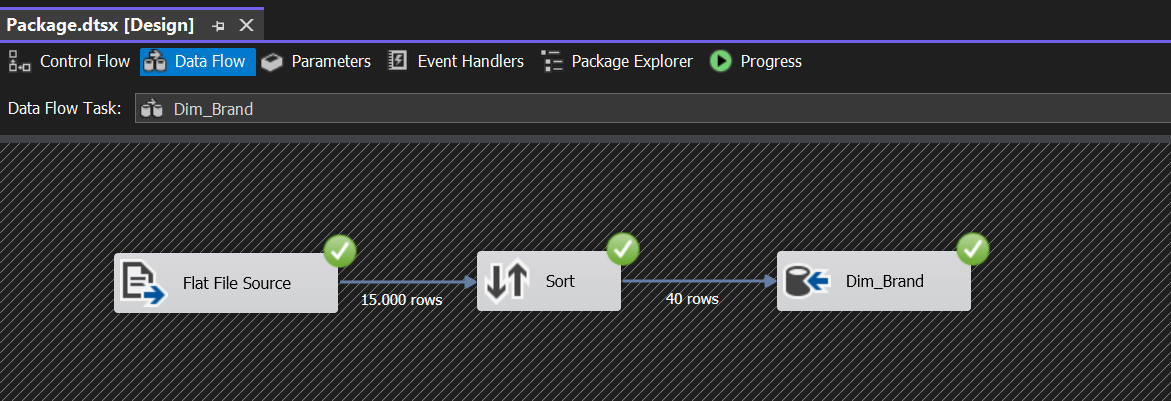 Package.dtsx [Design]
Control Flow Data Flow Parameters Event Handlers Package Explorer Progress
Data Flow Task: Dim_Brand
Flat File Source
15.000 rows
Sort
40 rows
Dim_Brand